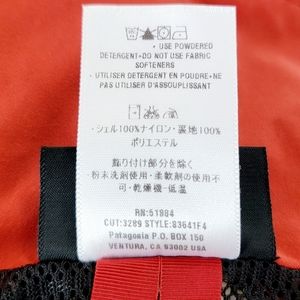 • USE POWDERED
DETERGENT•DO NOT USE FABRIC
SOFTENERS
• UTILISER DETERGENT EN POUDRE•NE
PAS UTILISER D'ASSOUPLISSANT
・シェル100%ナイロン・裏地100%
ポリエステル
飾り付け部分を除く
・粉末洗剤使用・柔軟剤の使用不
可・乾燥機-低温
RN:51884
CUT:3289 STYLE:83641F4
Patagonia P.O. BOX 150
VENTURA, CA 93002 USA